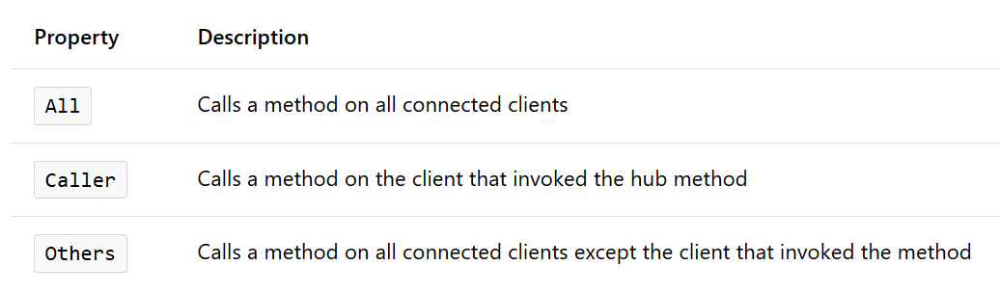 Property Description
All Calls a method on all connected clients
Caller Calls a method on the client that invoked the hub method
Others Calls a method on all connected clients except the client that invoked the method